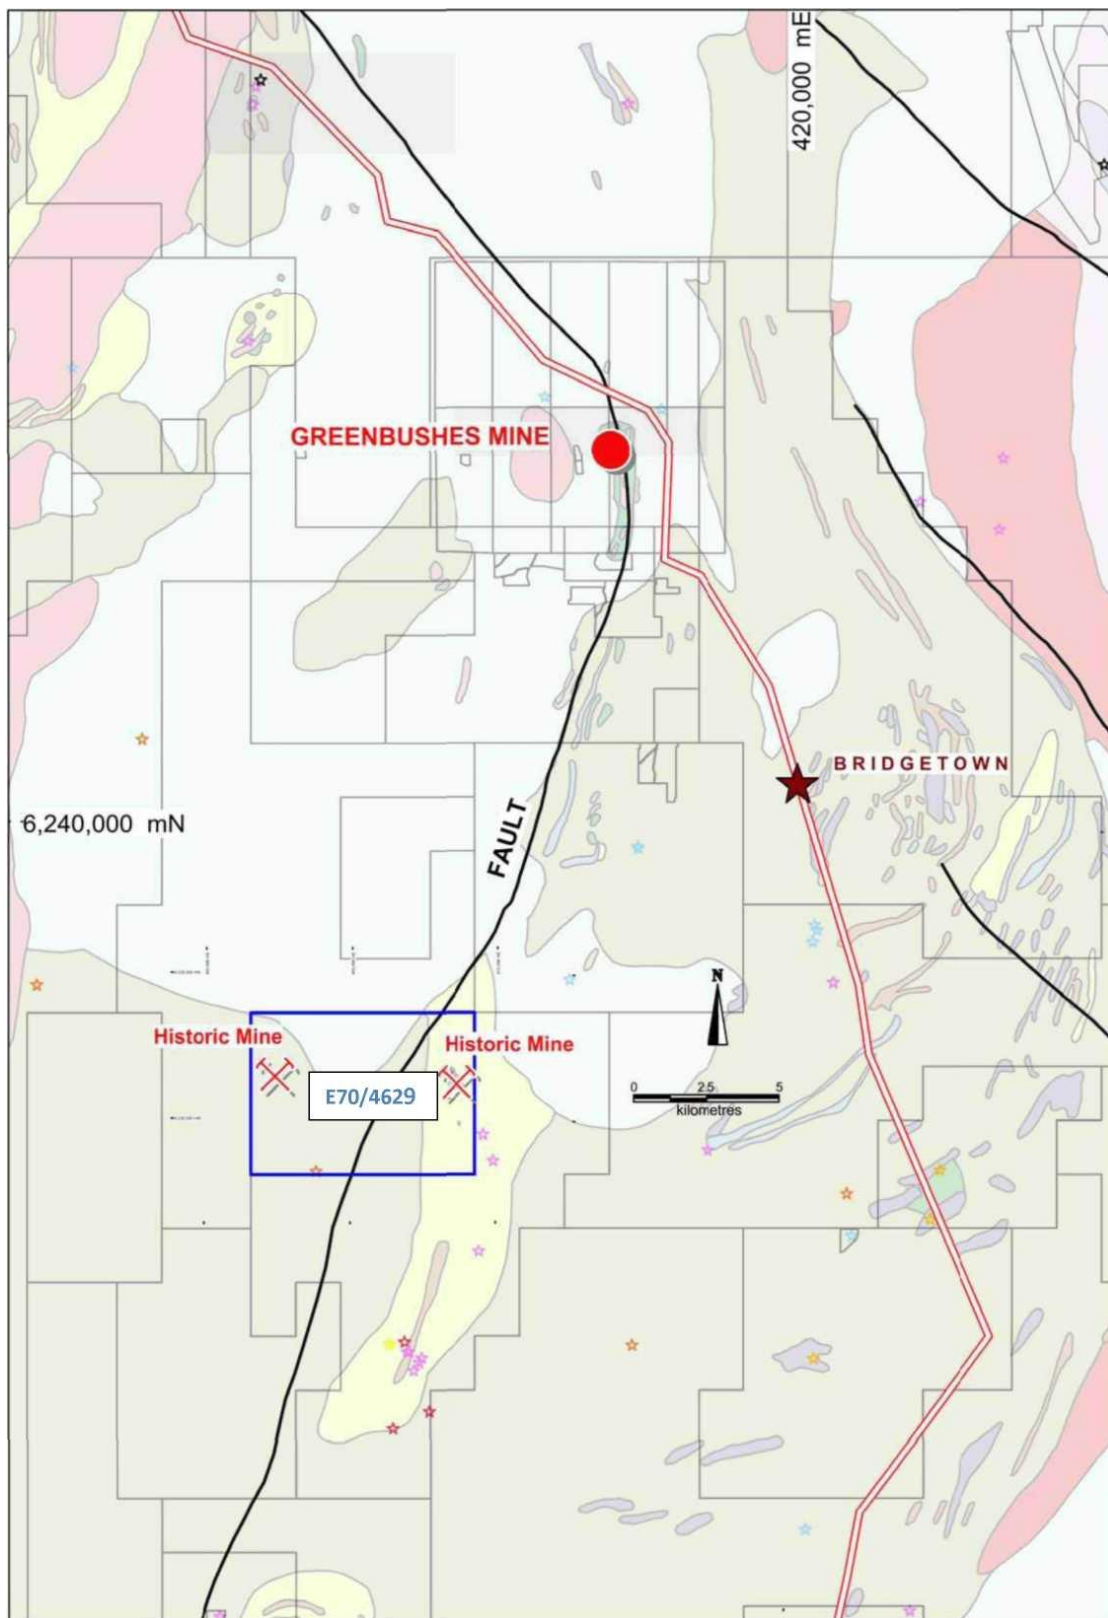 420,000 mE
GREENBUSHES MINE
BRIDGETOWN
6,240,000 mN
FAULT
N
Historic Mine
Historic Mine
E70/4629
0 2.5 5
kilometres